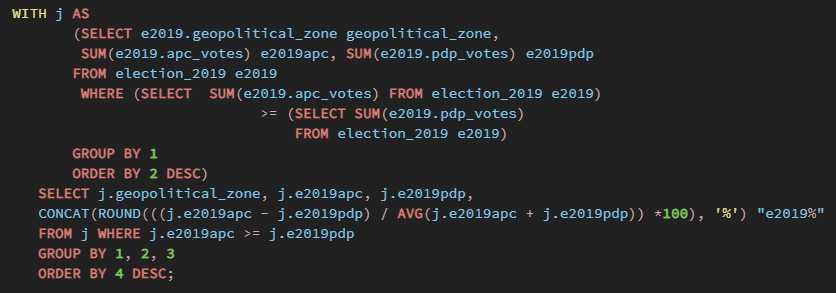 WITH j AS
(SELECT e2019.geopolitical_zone geopolitical_zone,
SUM(e2019.apc_votes) e2019apc, SUM(e2019.pdp_votes) e2019pdp
FROM election_2019 e2019
WHERE (SELECT  SUM(e2019.apc_votes) FROM election_2019 e2019)
>= (SELECT SUM(e2019.pdp_votes)
FROM election_2019 e2019)
GROUP BY 1
ORDER BY 2 DESC)
SELECT j.geopolitical_zone, j.e2019apc, j.e2019pdp,
CONCAT(ROUND(((j.e2019apc - j.e2019pdp) / AVG(j.e2019apc + j.e2019pdp)) *100), '%') "e2019%"
FROM j WHERE j.e2019apc >= j.e2019pdp
GROUP BY 1, 2, 3
ORDER BY 4 DESC;